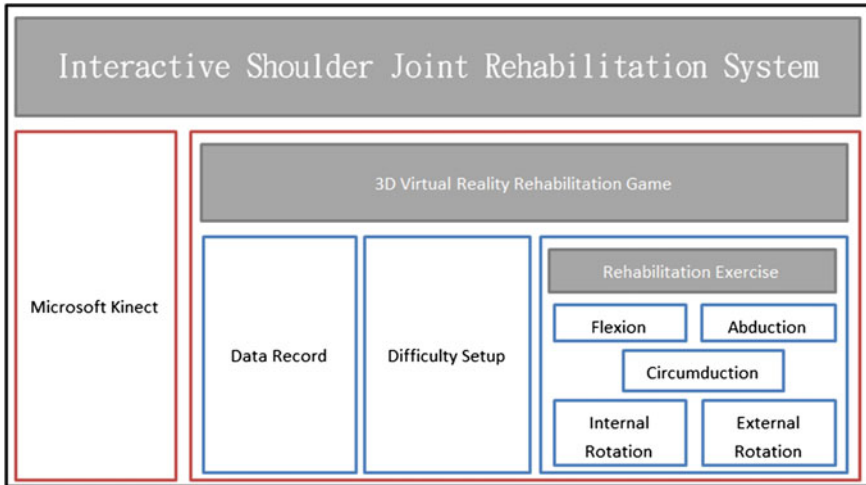 Interactive Shoulder Joint Rehabilitation System
3D Virtual Reality Rehabilitation Game
Microsoft Kinect
Data Record
Difficulty Setup
Rehabilitation Exercise
Flexion
Abduction
Circumduction
Internal
Rotation
External
Rotation